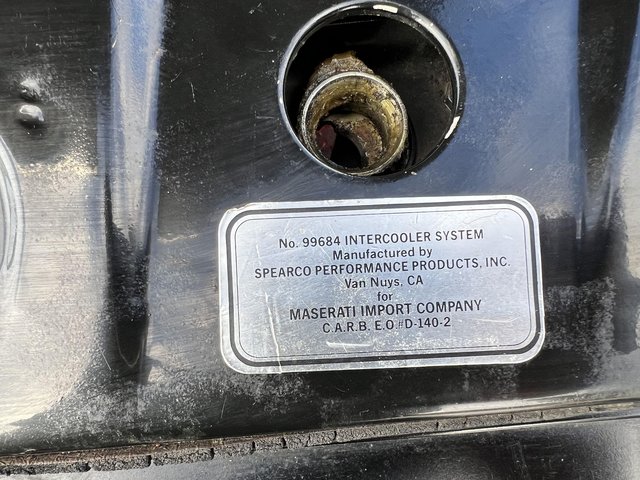 No. 99684 INTERCOOLER SYSTEM
Manufactured by
SPEARCO PERFORMANCE PRODUCTS, INC.
Van Nuys, CA
for
MASERATI IMPORT COMPANY
C.A.R.B. E.O.#D-140-2